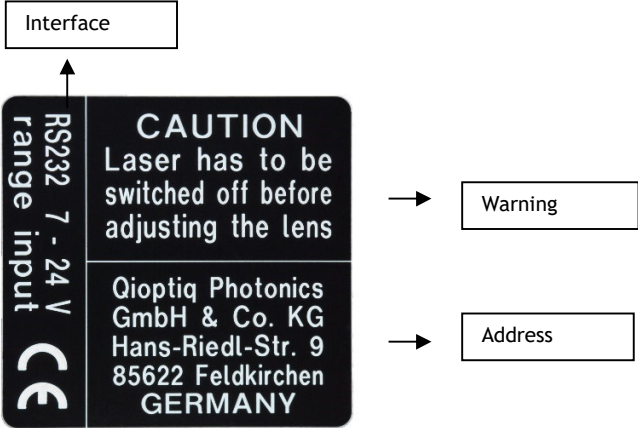 Interface
RS232 7 - 24 V
range input
CE
CAUTION
Laser has to be
switched off before
adjusting the lens
Qioptiq Photonics
GmbH & Co. KG
Hans-Riedl-Str. 9
85622 Feldkirchen
GERMANY
Warning
Address